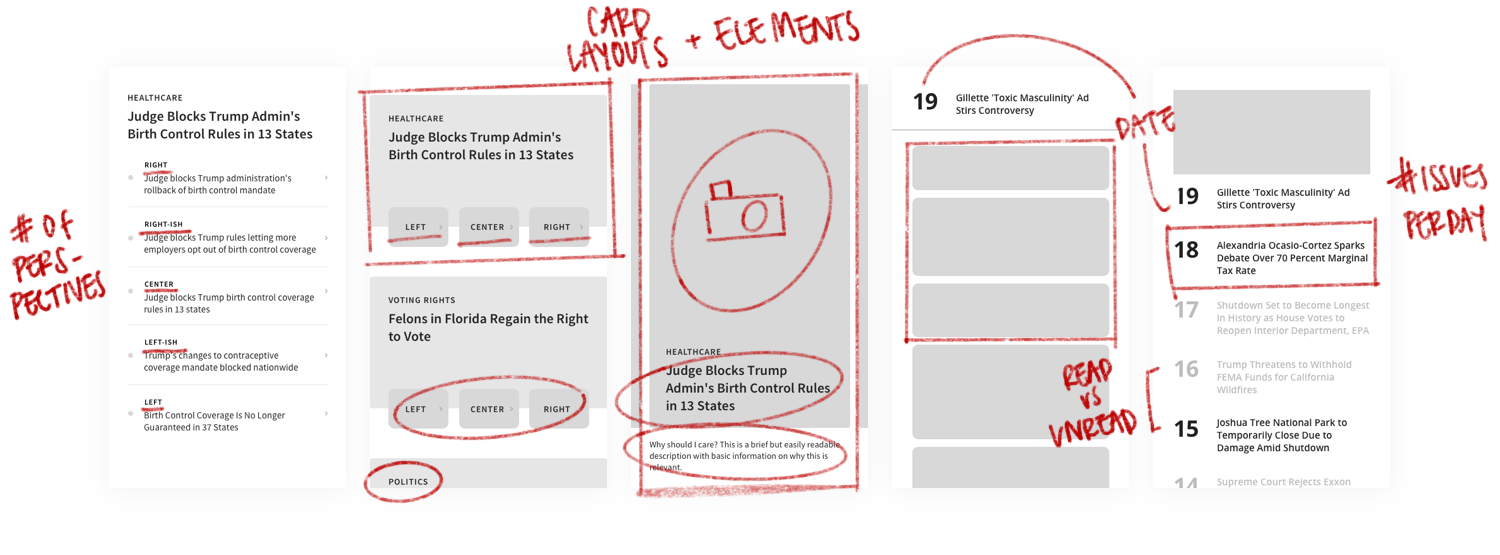 CARD
LAYOUTS + ELEMENTS
# OF
PERS-
PECTIVES
HEALTHCARE
Judge Blocks Trump Admin's
Birth Control Rules in 13 States
RIGHT
Judge blocks Trump administration's
rollback of birth control mandate
RIGHT-ISH
Judge blocks Trump rules letting more
employers opt out of birth control coverage
CENTER
Judge blocks Trump birth control coverage
rules in 13 states
LEFT-ISH
Trump's changes to contraceptive
coverage mandate blocked nationwide
LEFT
Birth Control Coverage Is No Longer
Guaranteed in 37 States
HEALTHCARE
Judge Blocks Trump Admin's
Birth Control Rules in 13 States
LEFT CENTER RIGHT
VOTING RIGHTS
Felons in Florida Regain the Right
to Vote
LEFT CENTER RIGHT
POLITICS
HEALTHCARE
Judge Blocks Trump
Admin's Birth Control Rules
in 13 States
Why should I care? This is a brief but easily readable
description with basic information on why this is
relevant.
19 Gillette 'Toxic Masculinity' Ad
Stirs Controversy
DATE
READ
VS
UNREAD
19 Gillette 'Toxic Masculinity' Ad
Stirs Controversy
18 Alexandria Ocasio-Cortez Sparks
Debate Over 70 Percent Marginal
Tax Rate
17 Shutdown Set to Become Longest
in History as House Votes to
Reopen Interior Department, EPA
16 Trump Threatens to Withhold
FEMA Funds for California
Wildfires
15 Joshua Tree National Park to
Temporarily Close Due to
Damage Amid Shutdown
14 Supreme Court Rejects Exxon
# ISSUES
PER DAY